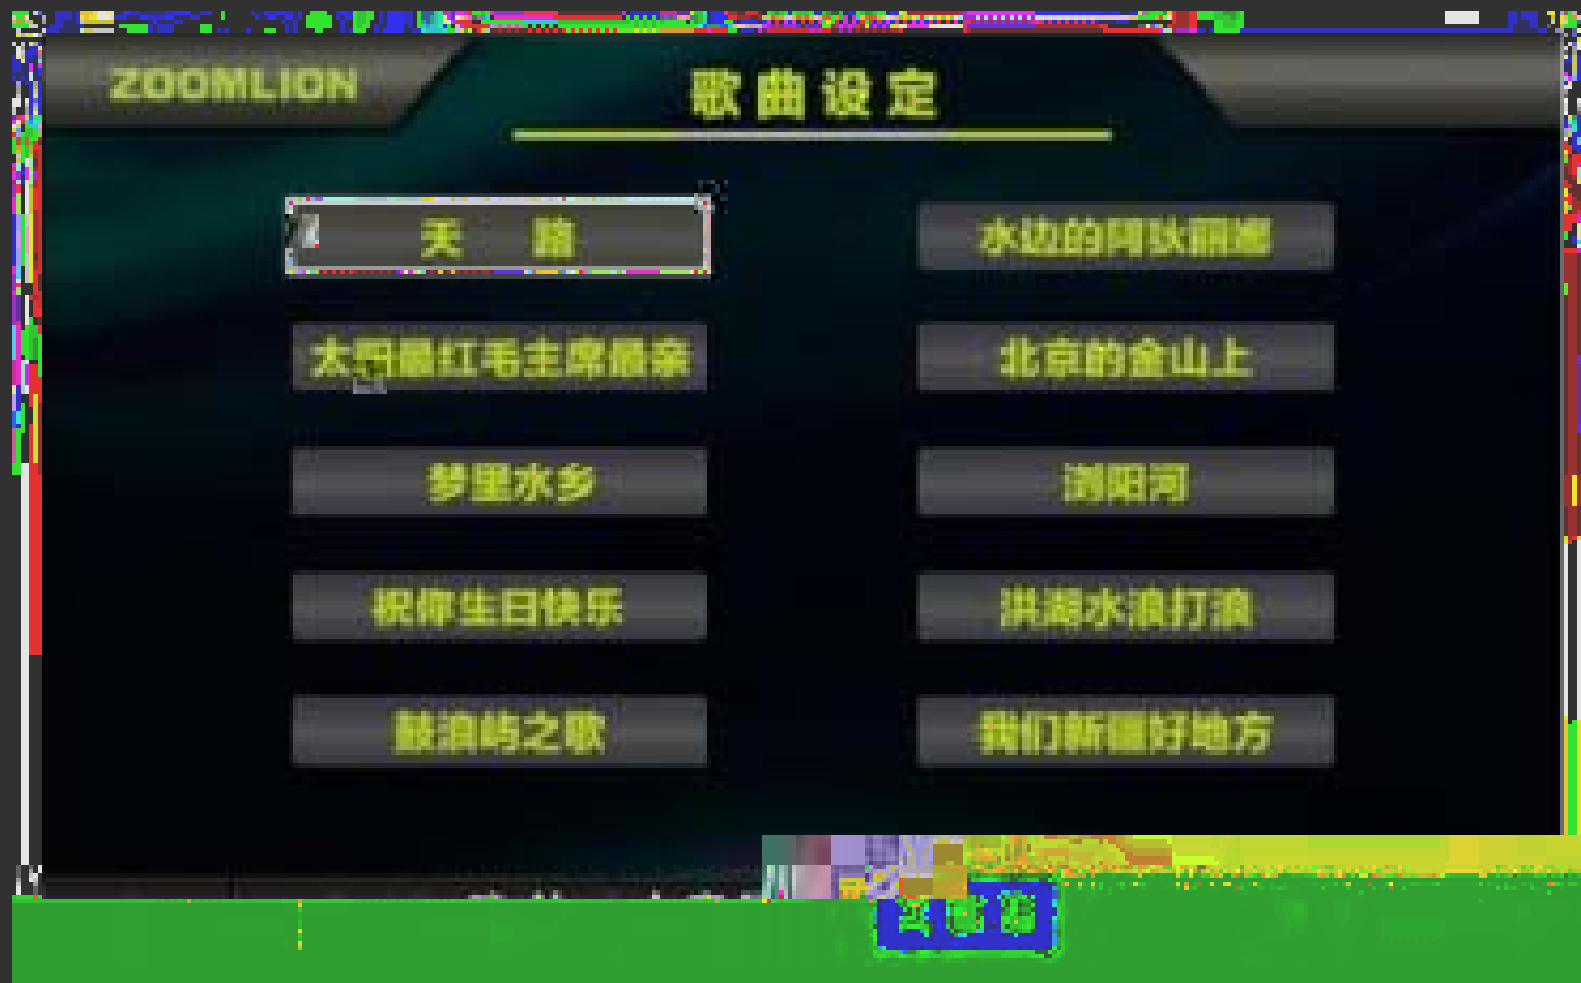 ZOOMLION
歌曲设定
天 路
水边的阿狄丽娜
太阳最红毛主席最亲
北京的金山上
梦里水乡
浏阳河
祝你生日快乐
洪湖水浪打浪
鼓浪屿之歌
我们新疆好地方